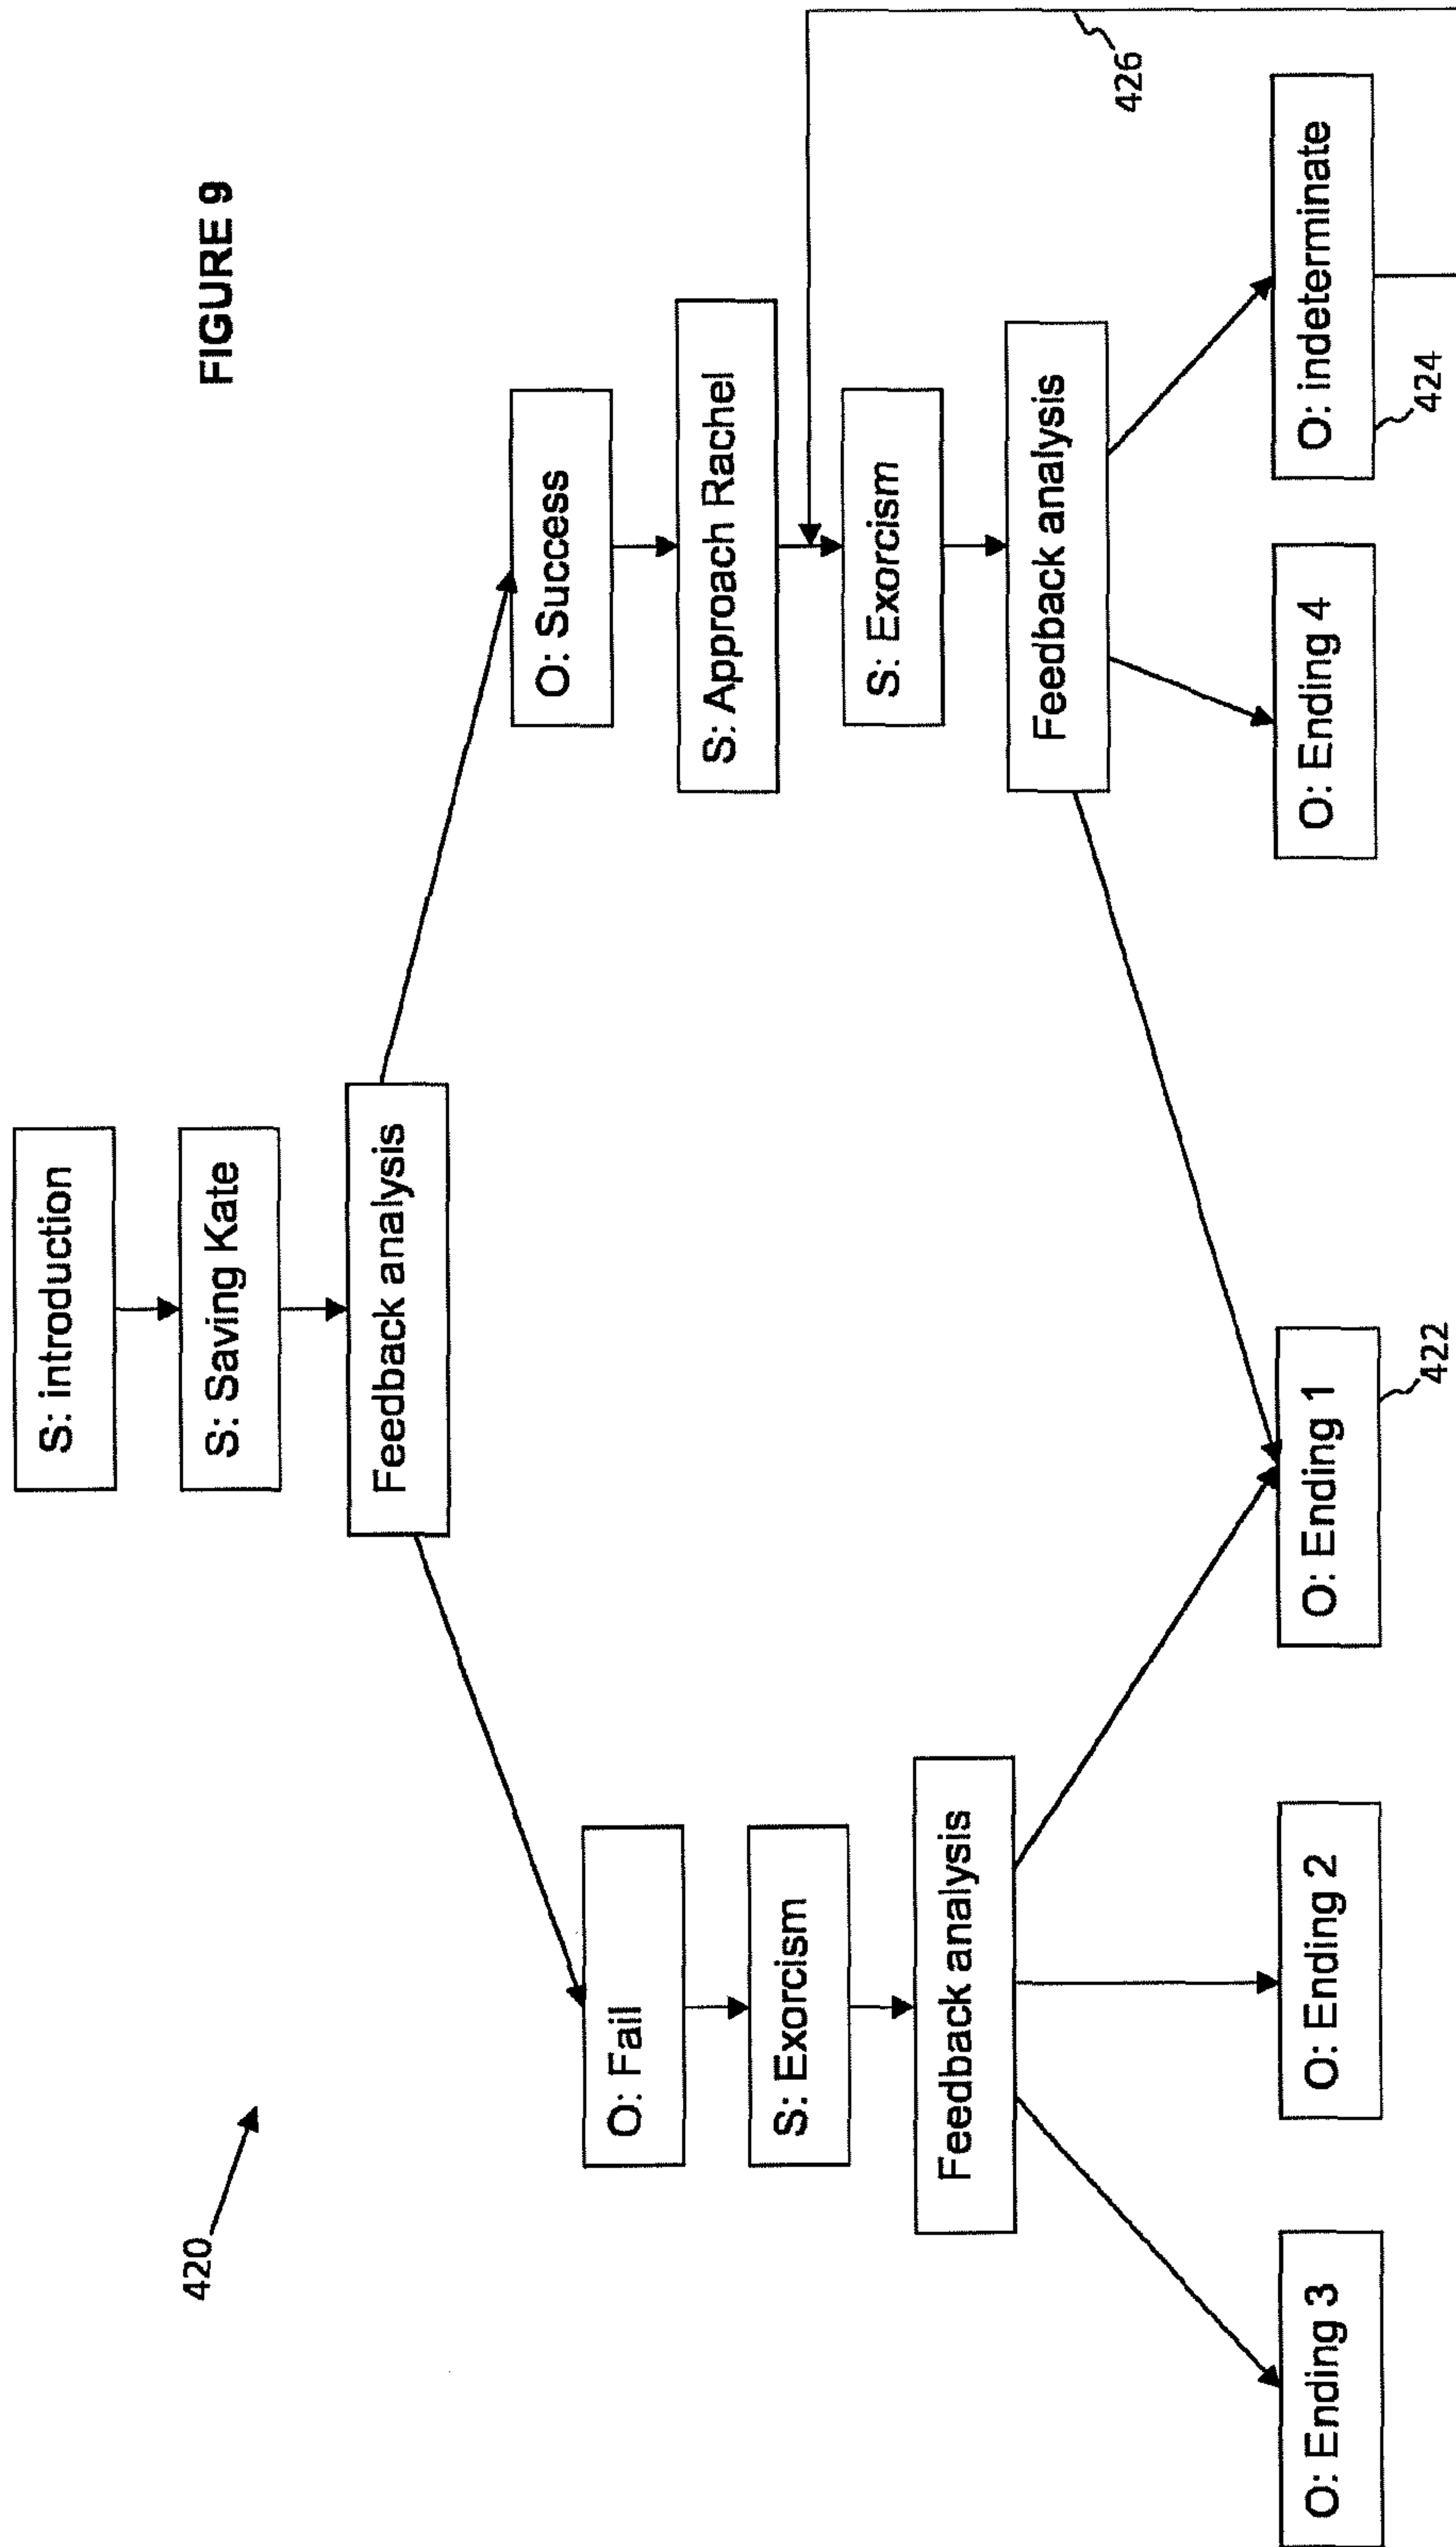 FIGURE 9
420
S: introduction
S: Saving Kate
Feedback analysis
O: Fail
S: Exorcism
Feedback analysis
O: Success
S: Approach Rachel
S: Exorcism
Feedback analysis
426
O: Ending 3
O: Ending 2
O: Ending 1
422
O: Ending 4
O: indeterminate
424